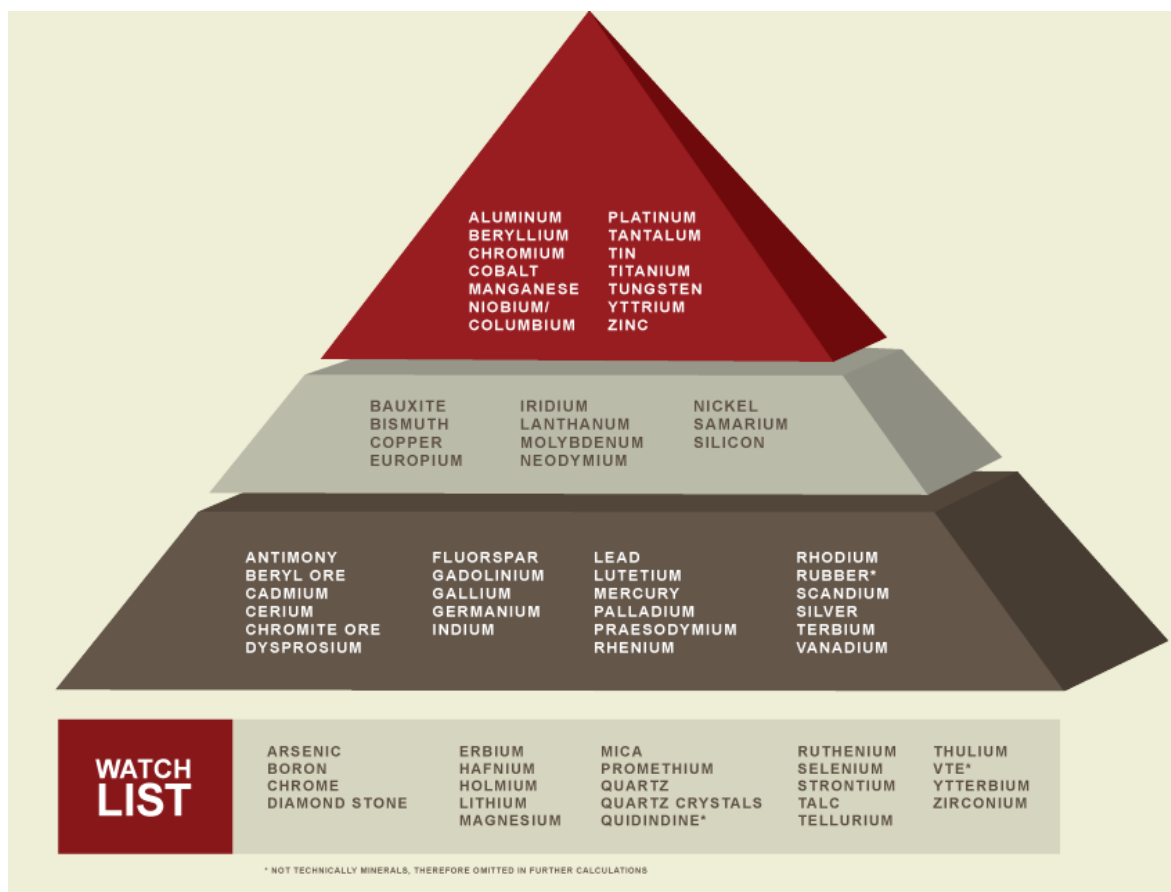 ALUMINUM
BERYLLIUM
CHROMIUM
COBALT
MANGANESE
NIOBIUM/
COLUMBIUM
PLATINUM
TANTALUM
TIN
TITANIUM
TUNGSTEN
YTTRIUM
ZINC
BAUXITE
BISMUTH
COPPER
EUROPIUM
IRIDIUM
LANTHANUM
MOLYBDENUM
NEODYMIUM
NICKEL
SAMARIUM
SILICON
ANTIMONY
BERYL ORE
CADMIUM
CERIUM
CHROMITE ORE
DYSPROSIUM
FLUORSPAR
GADOLINIUM
GALLIUM
GERMANIUM
INDIUM
LEAD
LUTETIUM
MERCURY
PALLADIUM
PRAESODYMIUM
RHENIUM
RHODIUM
RUBBER*
SCANDIUM
SILVER
TERBIUM
VANADIUM
WATCH
LIST
ARSENIC
BORON
CHROME
DIAMOND STONE
ERBIUM
HAFNIUM
HOLMIUM
LITHIUM
MAGNESIUM
MICA
PROMETHIUM
QUARTZ
QUARTZ CRYSTALS
QUIDINDINE*
RUTHENIUM
SELENIUM
STRONTIUM
TALC
TELLURIUM
THULIUM
VTE*
YTTERBIUM
ZIRCONIUM
* NOT TECHNICALLY MINERALS, THEREFORE OMITTED IN FURTHER CALCULATIONS